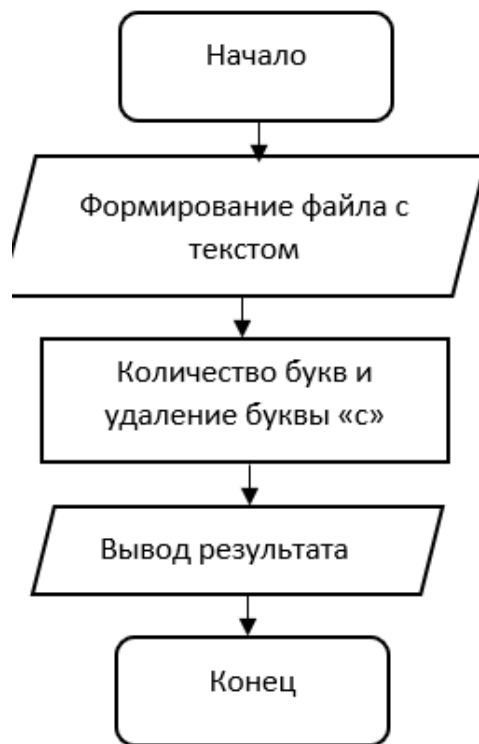 Начало
Формирование файла с
текстом
Количество букв и
удаление буквы «с»
Вывод результата
Конец